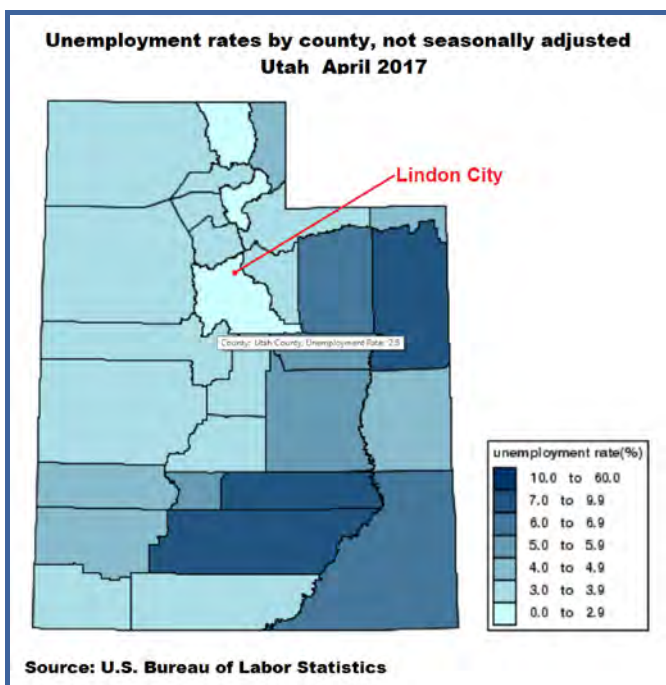 Unemployment rates by county, not seasonally adjusted
Utah April 2017
Lindon City
County: Utah County; Unemployment Rate: 2.8
unemployment rate(%)
10.0 to 60.0
7.0 to 9.9
6.0 to 6.9
5.0 to 5.9
4.0 to 4.9
3.0 to 3.9
0.0 to 2.9
Source: U.S. Bureau of Labor Statistics